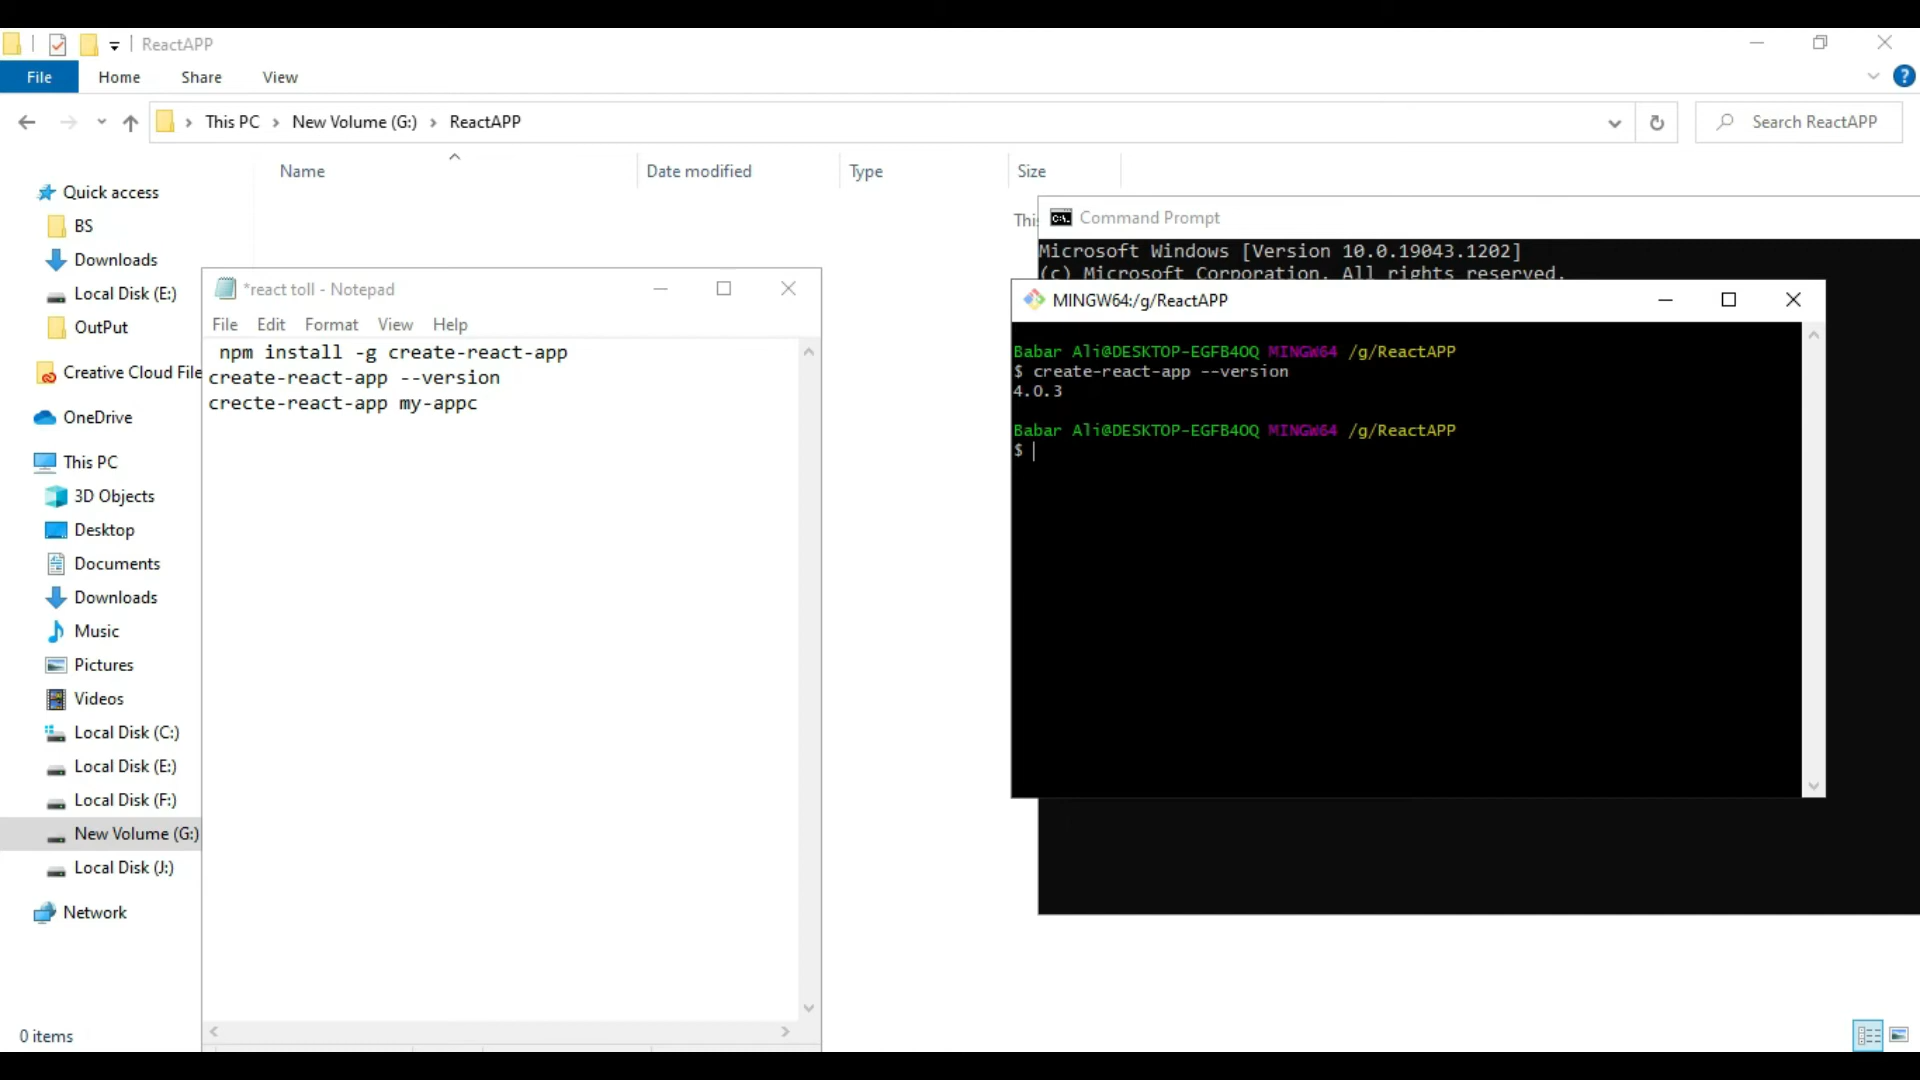 ReactAPP
File Home Share View
This PC New Volume (G:) ReactAPP
Search ReactAPP
Name Date modified Type Size
Quick access
BS
Downloads
Local Disk (E:)
OutPut
Creative Cloud File
OneDrive
This PC
3D Objects
Desktop
Documents
Downloads
Music
Pictures
Videos
Local Disk (C:)
Local Disk (E:)
Local Disk (F:)
New Volume (G:)
Local Disk (J:)
Network
0 items
*react toll - Notepad
File Edit Format View Help
npm install -g create-react-app
create-react-app --version
crecte-react-app my-appc
Command Prompt
Microsoft Windows [Version 10.0.19043.1202]
(c) Microsoft Corporation. All rights reserved.
MINGW64:/g/ReactAPP
Babar Ali@DESKTOP-EGFB4OQ MINGW64 /g/ReactAPP
$ create-react-app --version
4.0.3
Babar Ali@DESKTOP-EGFB4OQ MINGW64 /g/ReactAPP
$